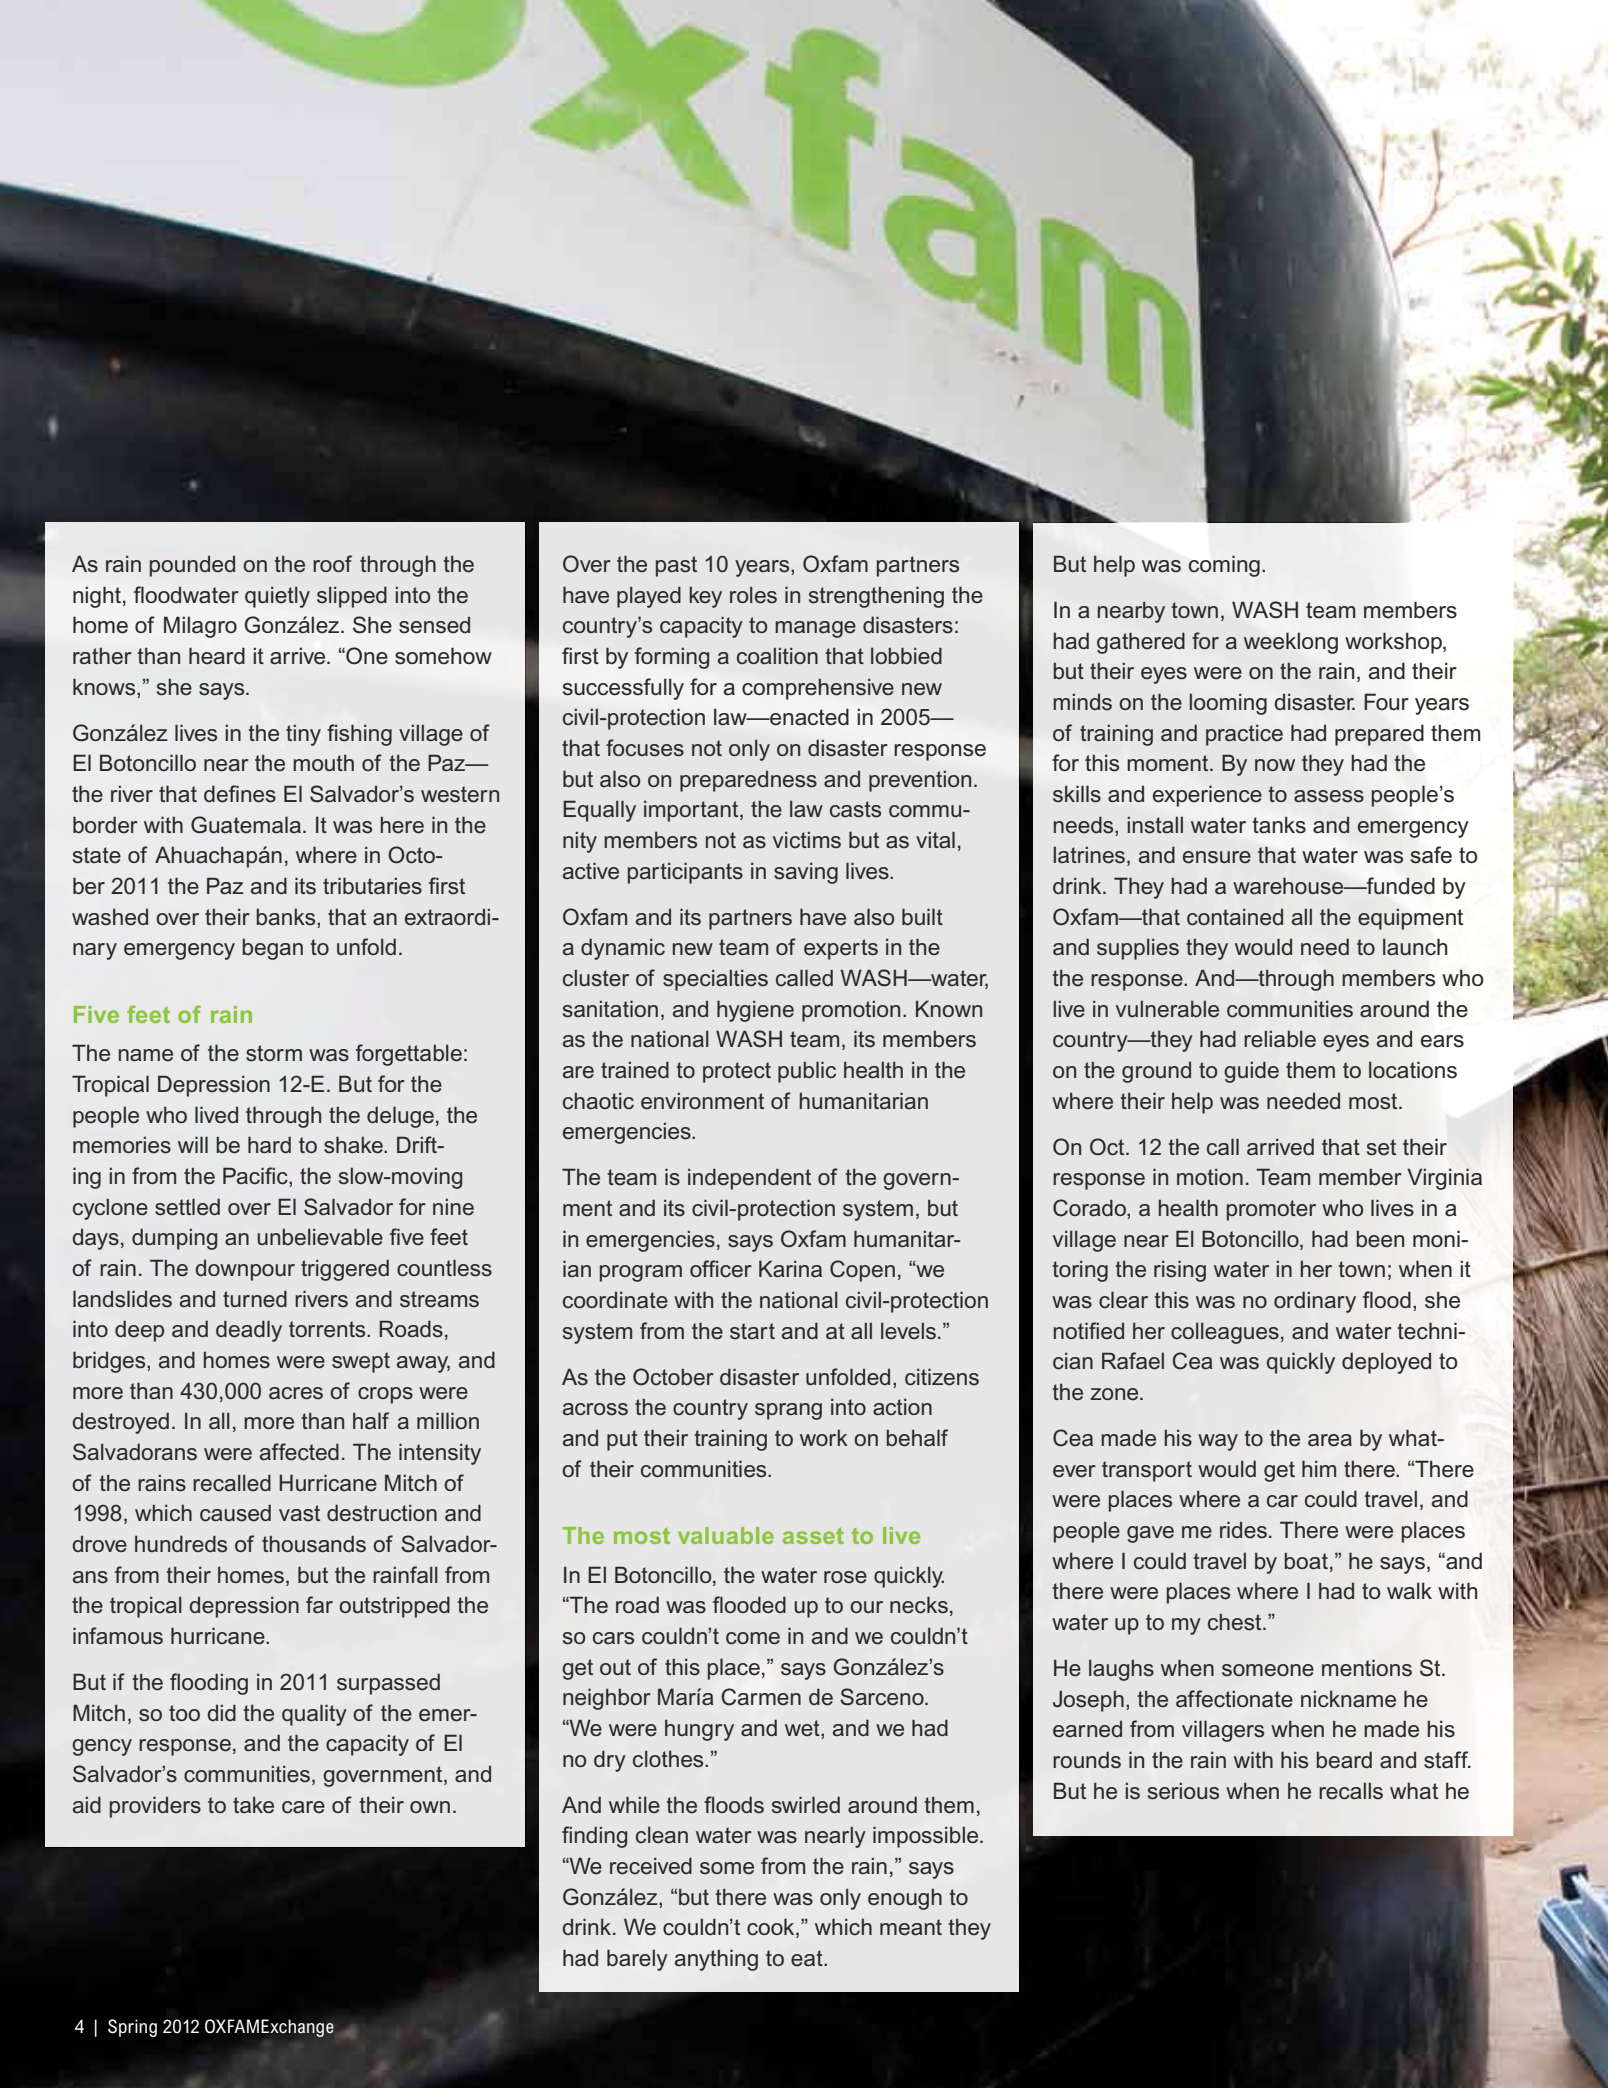 Oxfam
As rain pounded on the roof through the
night, floodwater quietly slipped into the
home of Milagro González. She sensed
rather than heard it arrive. “One somehow
knows,” she says.
González lives in the tiny fishing village of
El Botoncillo near the mouth of the Paz—
the river that defines El Salvador’s western
border with Guatemala. It was here in the
state of Ahuachapán, where in Octo-
ber 2011 the Paz and its tributaries first
washed over their banks, that an extraordi-
nary emergency began to unfold.
Five feet of rain
The name of the storm was forgettable:
Tropical Depression 12-E. But for the
people who lived through the deluge, the
memories will be hard to shake. Drift-
ing in from the Pacific, the slow-moving
cyclone settled over El Salvador for nine
days, dumping an unbelievable five feet
of rain. The downpour triggered countless
landslides and turned rivers and streams
into deep and deadly torrents. Roads,
bridges, and homes were swept away, and
more than 430,000 acres of crops were
destroyed. In all, more than half a million
Salvadorans were affected. The intensity
of the rains recalled Hurricane Mitch of
1998, which caused vast destruction and
drove hundreds of thousands of Salvador-
ans from their homes, but the rainfall from
the tropical depression far outstripped the
infamous hurricane.
But if the flooding in 2011 surpassed
Mitch, so too did the quality of the emer-
gency response, and the capacity of El
Salvador’s communities, government, and
aid providers to take care of their own.
Over the past 10 years, Oxfam partners
have played key roles in strengthening the
country’s capacity to manage disasters:
first by forming a coalition that lobbied
successfully for a comprehensive new
civil-protection law—enacted in 2005—
that focuses not only on disaster response
but also on preparedness and prevention.
Equally important, the law casts commu-
nity members not as victims but as vital,
active participants in saving lives.
Oxfam and its partners have also built
a dynamic new team of experts in the
cluster of specialties called WASH—water,
sanitation, and hygiene promotion. Known
as the national WASH team, its members
are trained to protect public health in the
chaotic environment of humanitarian
emergencies.
The team is independent of the govern-
ment and its civil-protection system, but
in emergencies, says Oxfam humanitar-
ian program officer Karina Copen, “we
coordinate with the national civil-protection
system from the start and at all levels.”
As the October disaster unfolded, citizens
across the country sprang into action
and put their training to work on behalf
of their communities.
The most valuable asset to live
In El Botoncillo, the water rose quickly.
“The road was flooded up to our necks,
so cars couldn’t come in and we couldn’t
get out of this place,” says González’s
neighbor María Carmen de Sarceno.
“We were hungry and wet, and we had
no dry clothes.”
And while the floods swirled around them,
finding clean water was nearly impossible.
“We received some from the rain,” says
González, “but there was only enough to
drink. We couldn’t cook,” which meant they
had barely anything to eat.
But help was coming.
In a nearby town, WASH team members
had gathered for a weeklong workshop,
but their eyes were on the rain, and their
minds on the looming disaster. Four years
of training and practice had prepared them
for this moment. By now they had the
skills and experience to assess people’s
needs, install water tanks and emergency
latrines, and ensure that water was safe to
drink. They had a warehouse—funded by
Oxfam—that contained all the equipment
and supplies they would need to launch
the response. And—through members who
live in vulnerable communities around the
country—they had reliable eyes and ears
on the ground to guide them to locations
where their help was needed most.
On Oct. 12 the call arrived that set their
response in motion. Team member Virginia
Corado, a health promoter who lives in a
village near El Botoncillo, had been moni-
toring the rising water in her town; when it
was clear this was no ordinary flood, she
notified her colleagues, and water techni-
cian Rafael Cea was quickly deployed to
the zone.
Cea made his way to the area by what-
ever transport would get him there. “There
were places where a car could travel, and
people gave me rides. There were places
where I could travel by boat,” he says, “and
there were places where I had to walk with
water up to my chest.”
He laughs when someone mentions St.
Joseph, the affectionate nickname he
earned from villagers when he made his
rounds in the rain with his beard and staff.
But he is serious when he recalls what he
4 | Spring 2012 OXFAMExchange